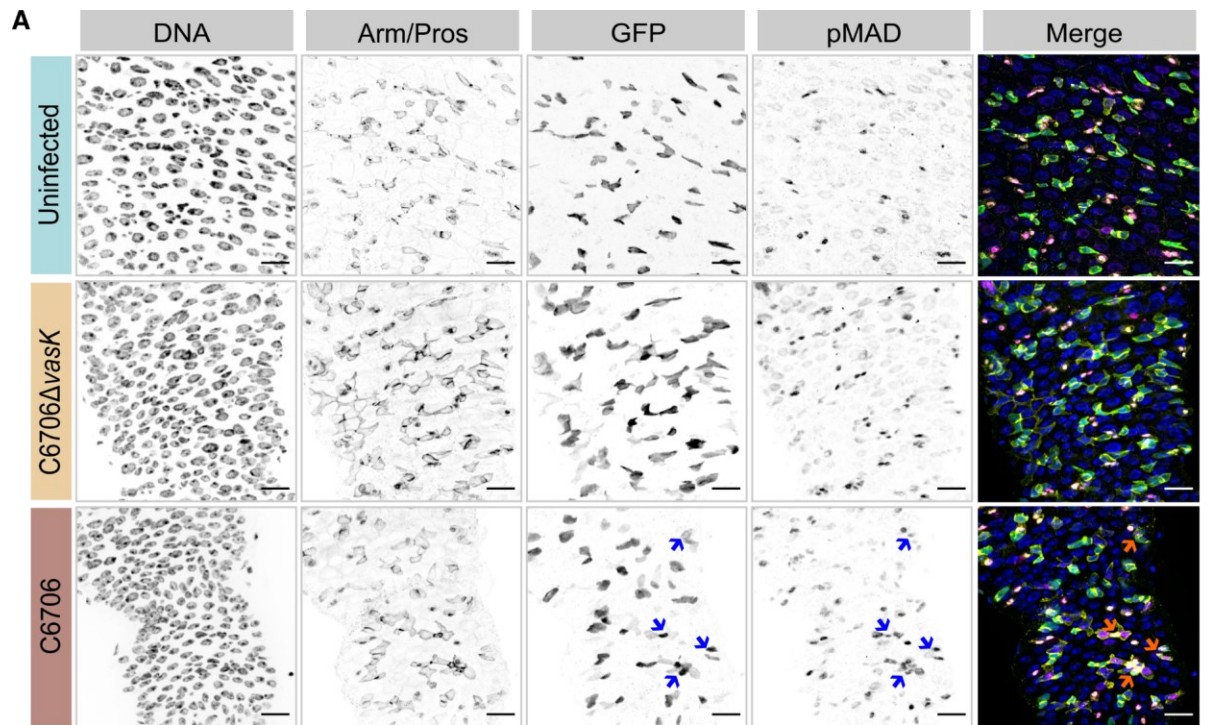 A
DNA Arm/Pros GFP pMAD Merge
Uninfected
C6706ΔvasK
C6706